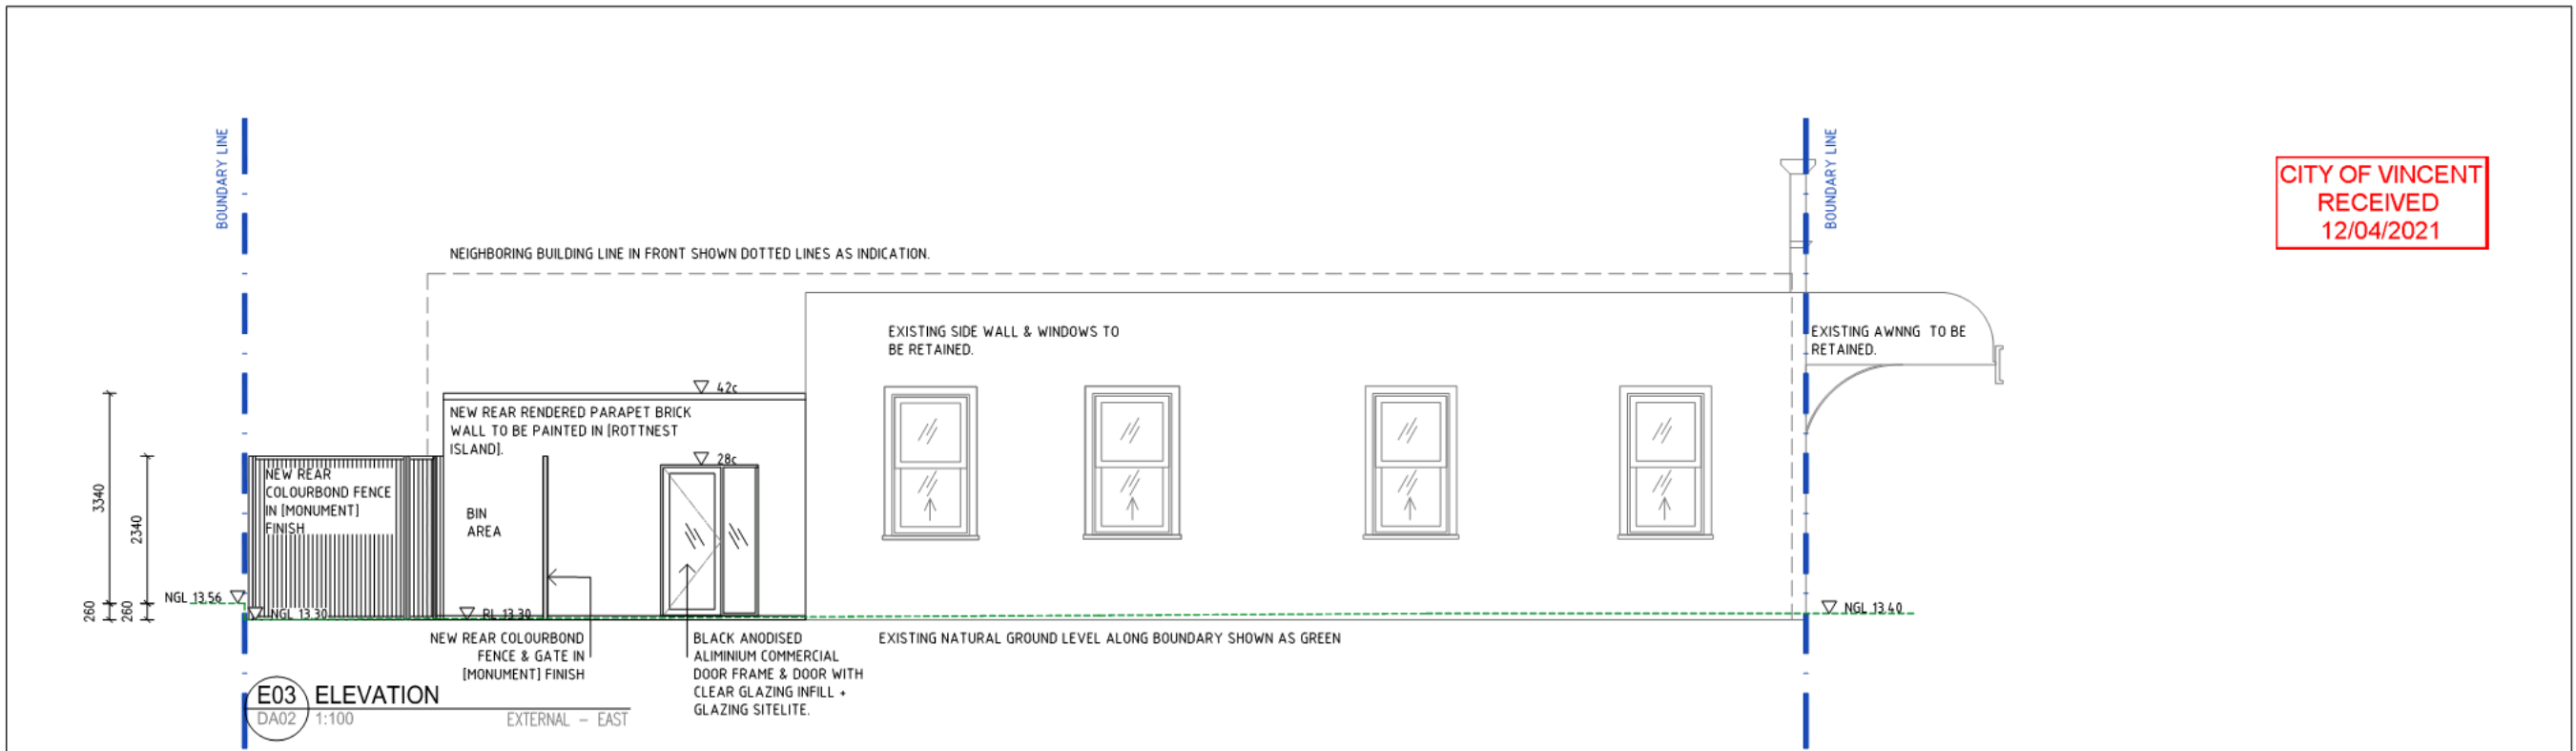 BOUNDARY LINE
BOUNDARY LINE
CITY OF VINCENT
RECEIVED
12/04/2021
NEIGHBORING BUILDING LINE IN FRONT SHOWN DOTTED LINES AS INDICATION.
EXISTING SIDE WALL & WINDOWS TO
BE RETAINED.
EXISTING AWNNG TO BE
RETAINED.
42c
NEW REAR RENDERED PARAPET BRICK
WALL TO BE PAINTED IN [ROTTNEST
ISLAND].
28c
NEW REAR
COLOURBOND FENCE
IN [MONUMENT]
FINISH
BIN
AREA
3340
2340
260
260
NGL 13.56
NGL 13.30
RL 13.30
NGL 13.40
NEW REAR COLOURBOND
FENCE & GATE IN
[MONUMENT] FINISH
BLACK ANODISED
ALIMINIUM COMMERCIAL
DOOR FRAME & DOOR WITH
CLEAR GLAZING INFILL +
GLAZING SITELITE.
EXISTING NATURAL GROUND LEVEL ALONG BOUNDARY SHOWN AS GREEN
E03 ELEVATION
DA02 1:100 EXTERNAL - EAST